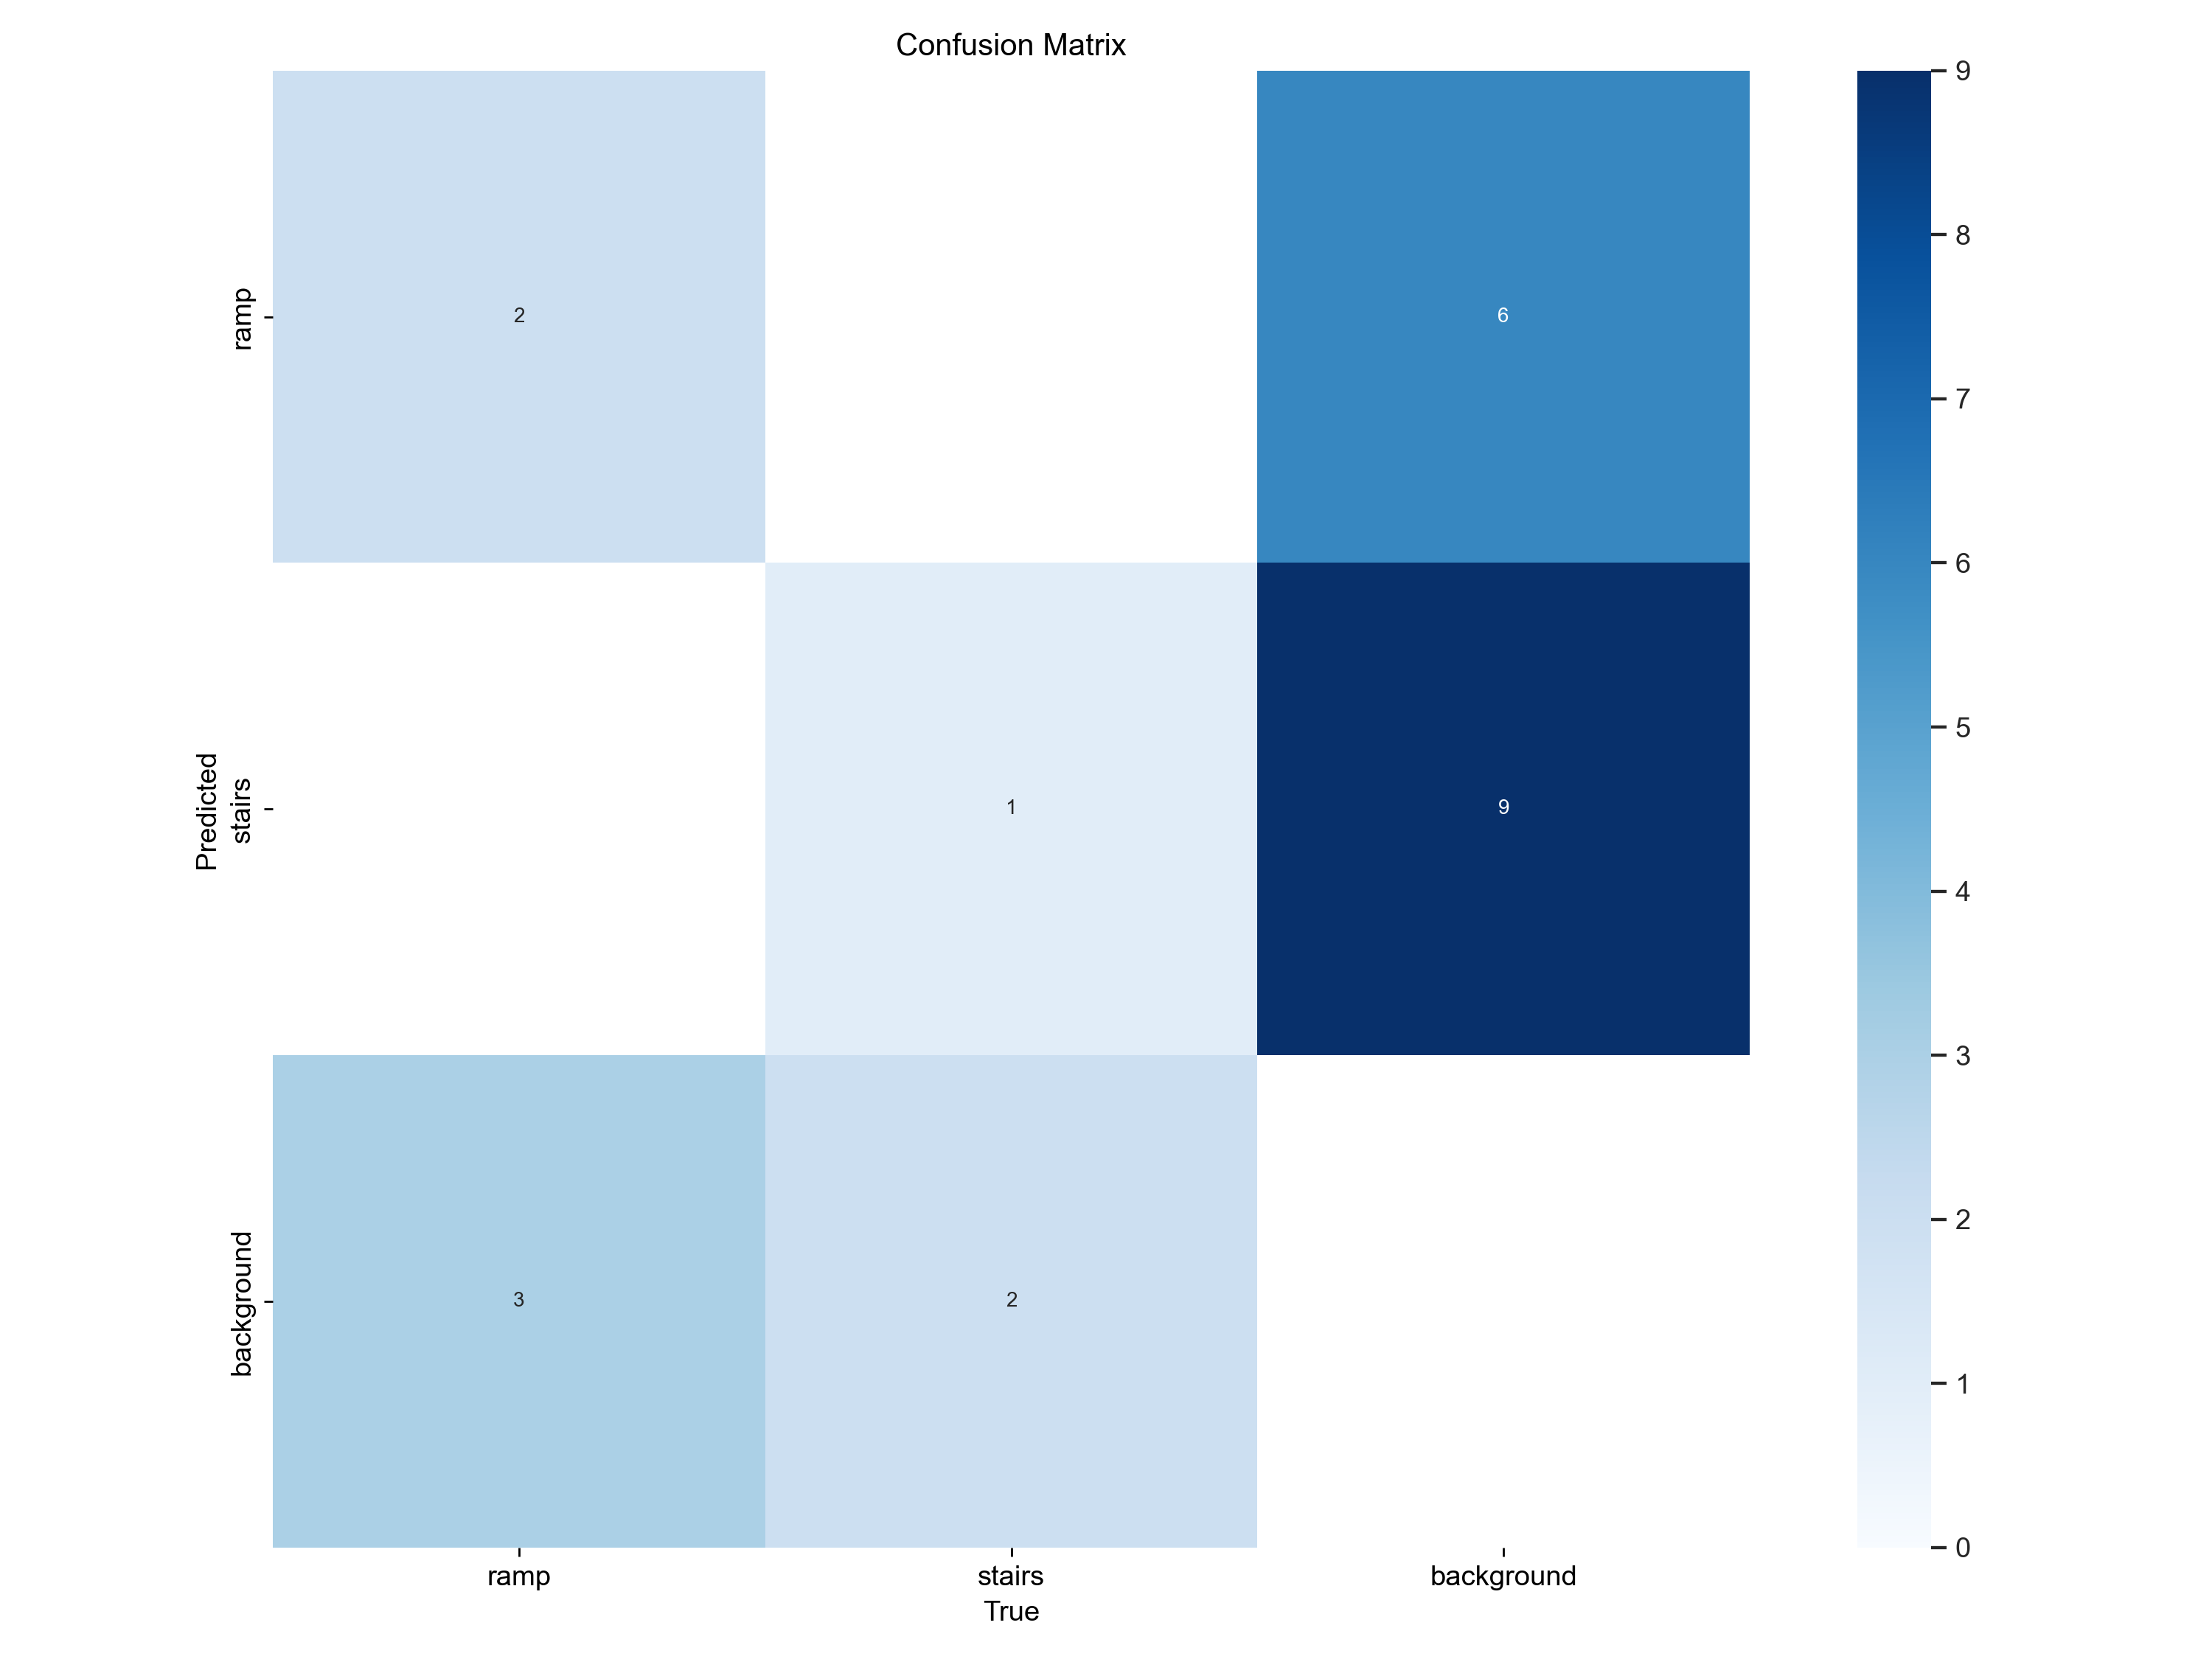 Confusion Matrix
ramp
2
6
Predicted
stairs
1
9
background
3
2
ramp
stairs
background
True
9
8
7
6
5
4
3
2
1
0